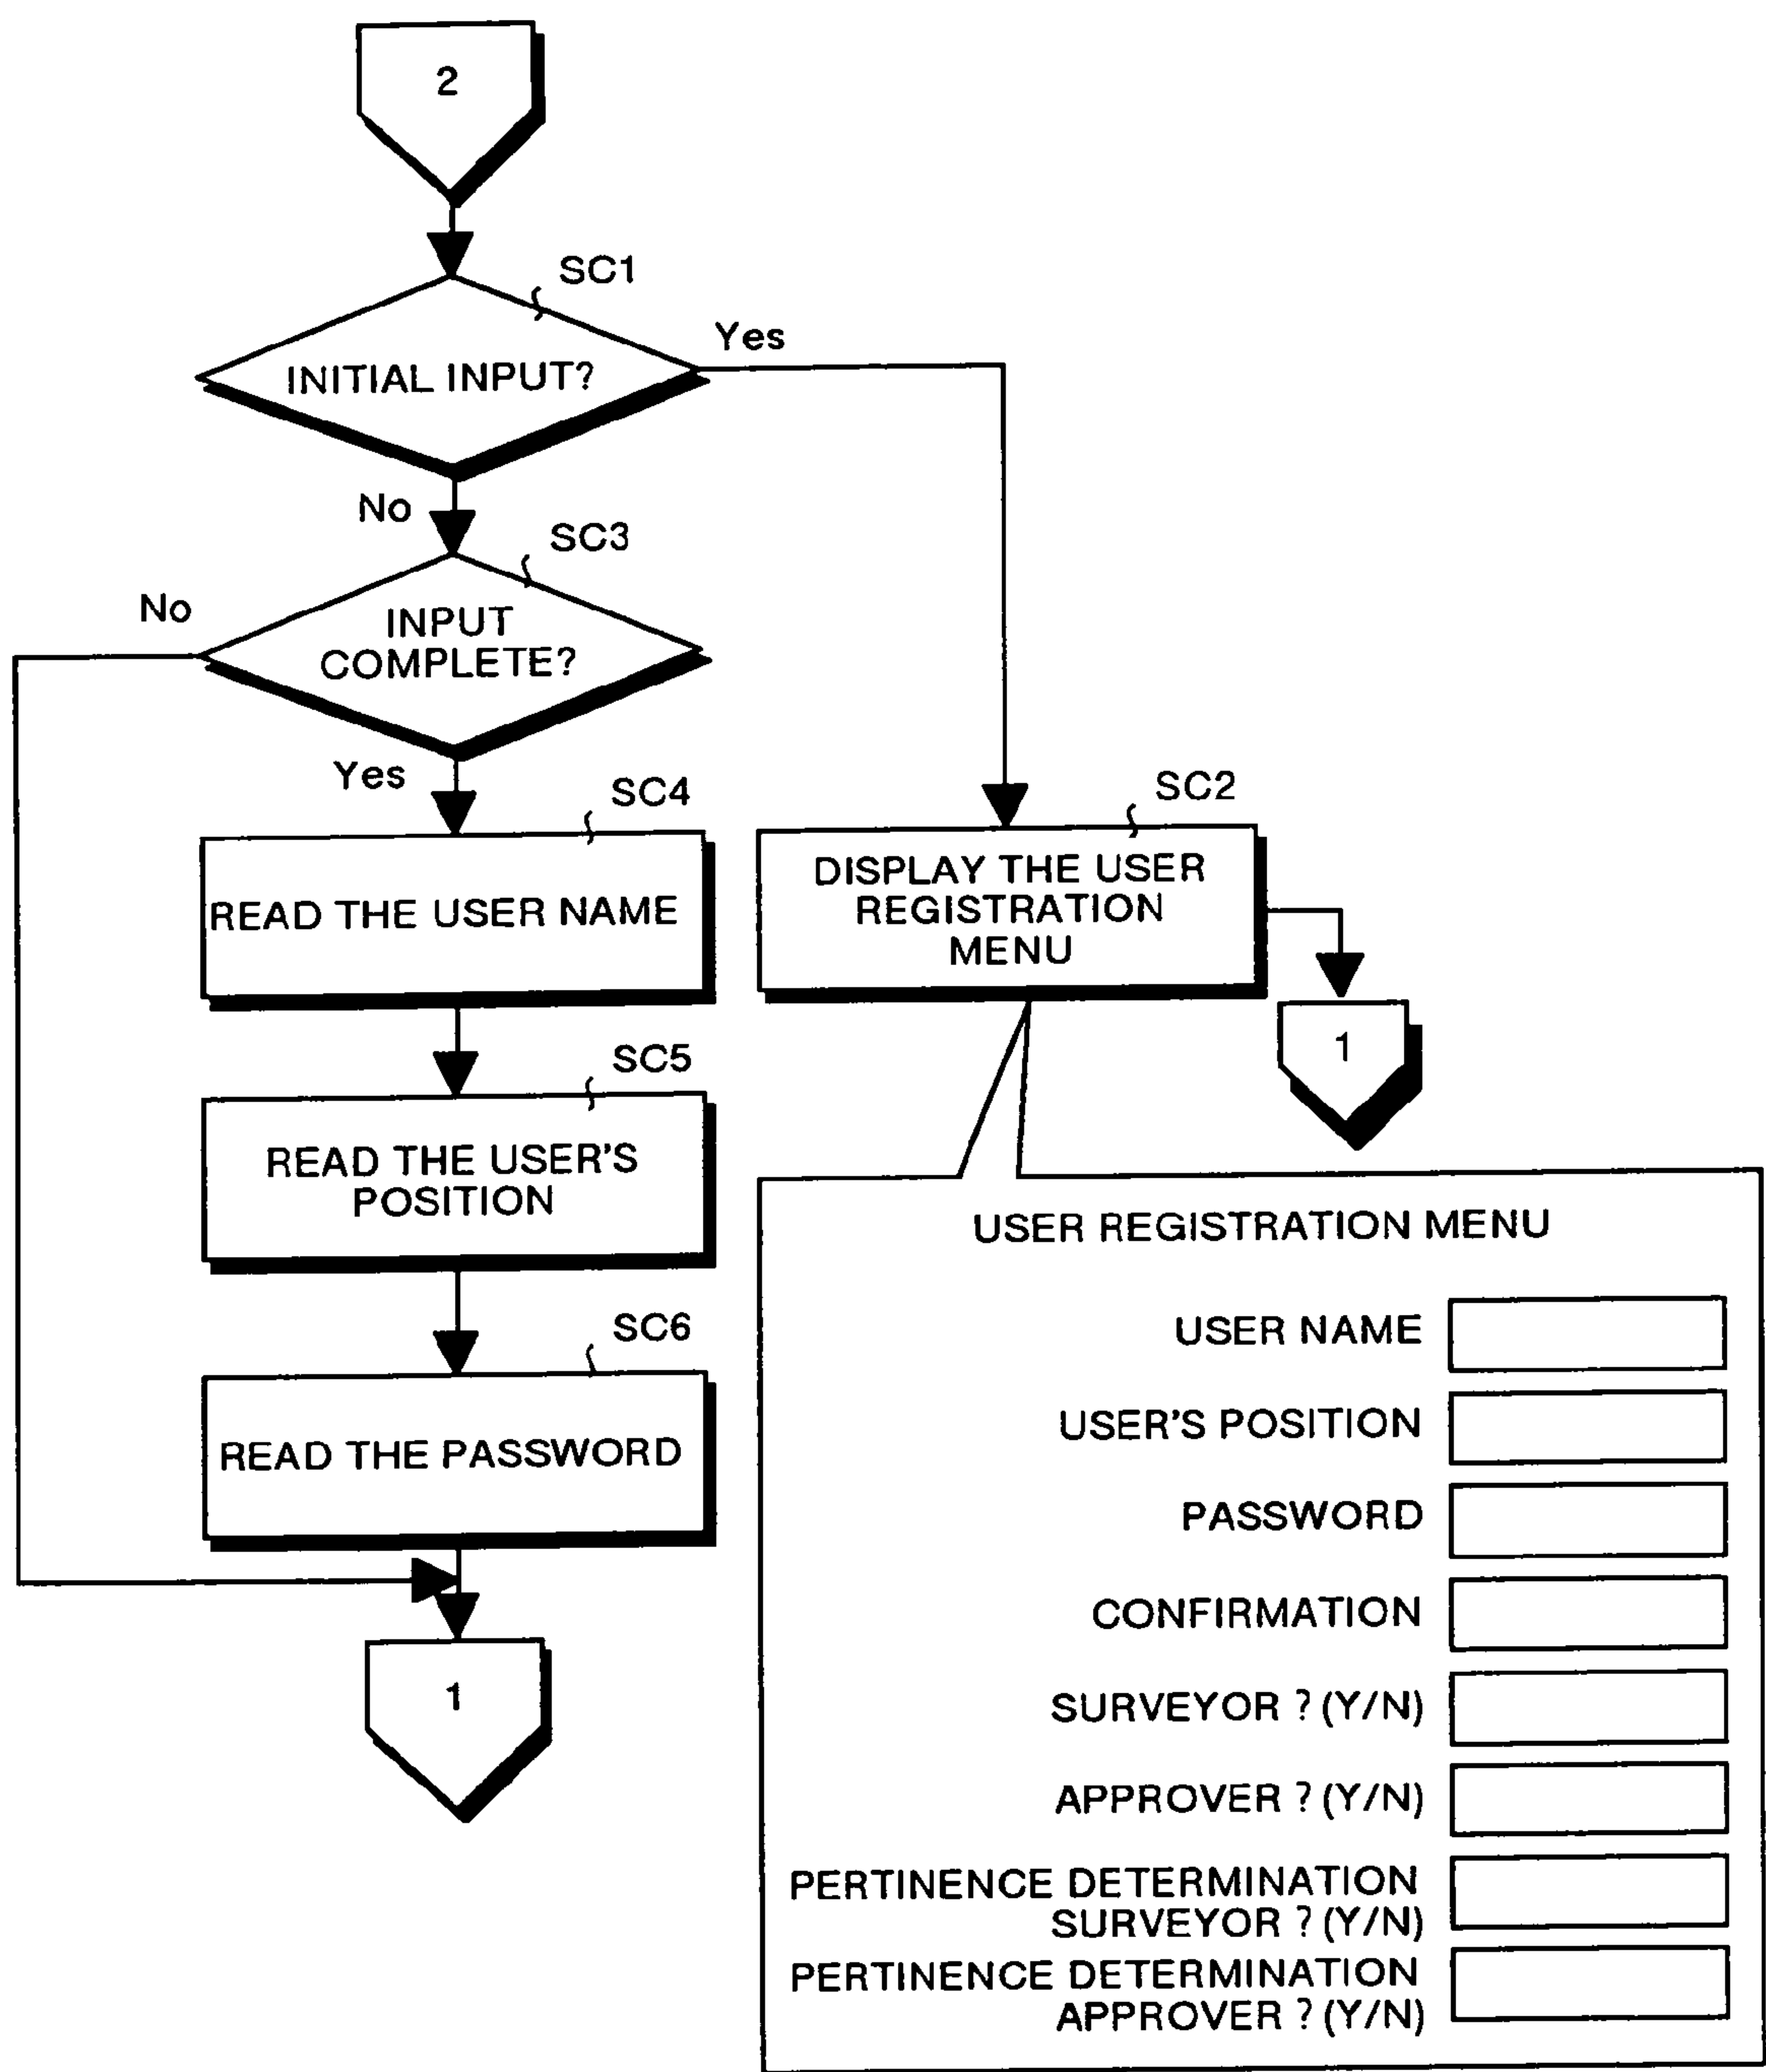 2
SC1
INITIAL INPUT?
Yes
No
SC3
No
INPUT
COMPLETE?
Yes
SC4
READ THE USER NAME
SC2
DISPLAY THE USER
REGISTRATION
MENU
1
SC5
READ THE USER'S
POSITION
SC6
READ THE PASSWORD
1
USER REGISTRATION MENU
USER NAME
USER'S POSITION
PASSWORD
CONFIRMATION
SURVEYOR ? (Y/N)
APPROVER ? (Y/N)
PERTINENCE DETERMINATION
SURVEYOR ? (Y/N)
PERTINENCE DETERMINATION
APPROVER ? (Y/N)